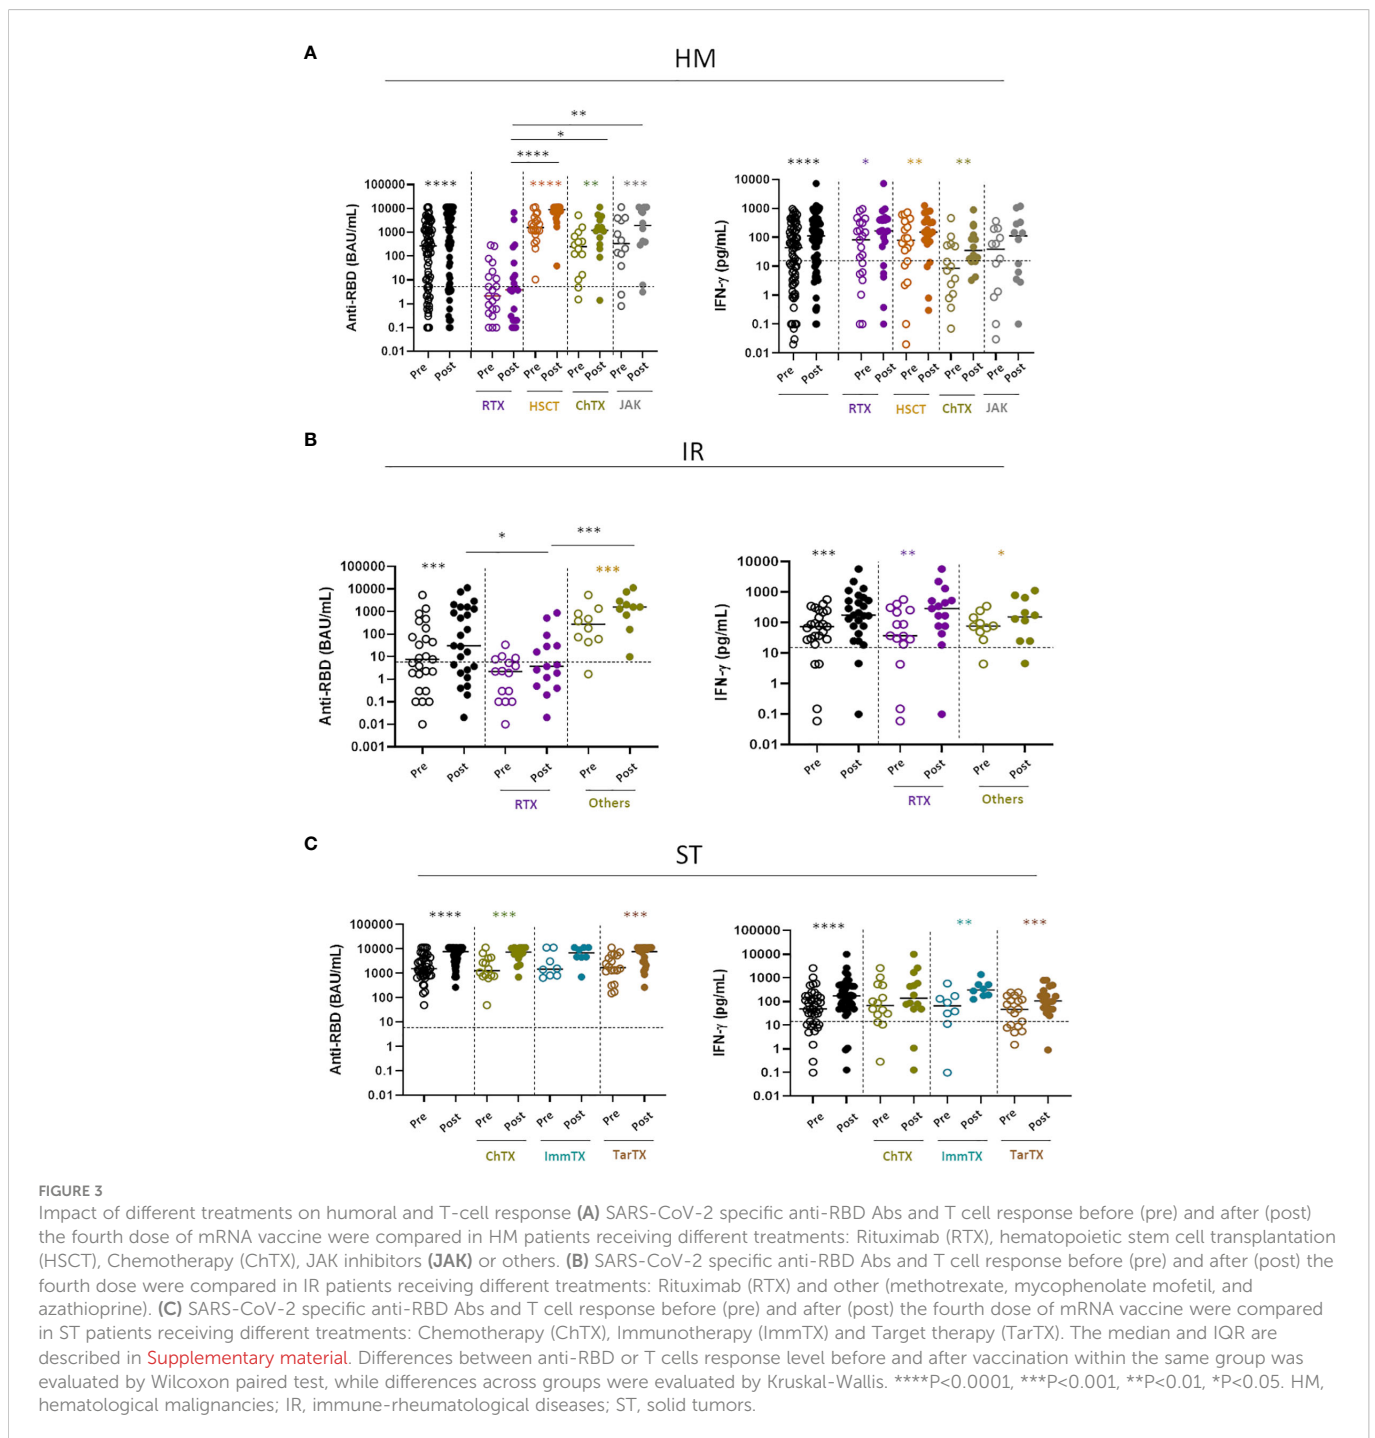 A
HM
**
*
****
**** **** ** ***
100000
10000
1000
100
10
1
0.1
0.01
Anti-RBD (BAU/mL)
Pre Post Pre Post Pre Post Pre Post Pre Post
RTX HSCT ChTX JAK
**** * ** **
10000
1000
100
10
1
0.1
0.01
IFN-γ (pg/mL)
Pre Post Pre Post Pre Post Pre Post Pre Post
RTX HSCT ChTX JAK
B
IR
* ***
*** ***
100000
10000
1000
100
10
1
0.1
0.01
0.001
Anti-RBD (BAU/mL)
Pre Post Pre Post Pre Post
RTX Others
*** ** *
10000
1000
100
10
1
0.1
0.01
IFN-γ (pg/mL)
Pre Post Pre Post Pre Post
RTX Others
C
ST
**** *** ***
100000
10000
1000
100
10
1
0.1
0.01
Anti-RBD (BAU/mL)
Pre Post Pre Post Pre Post Pre Post
ChTX ImmTX TarTX
**** ** ***
100000
10000
1000
100
10
1
0.1
0.01
IFN-γ (pg/mL)
Pre Post Pre Post Pre Post Pre Post
ChTX ImmTX TarTX
FIGURE 3
Impact of different treatments on humoral and T-cell response (A) SARS-CoV-2 specific anti-RBD Abs and T cell response before (pre) and after (post)
the fourth dose of mRNA vaccine were compared in HM patients receiving different treatments: Rituximab (RTX), hematopoietic stem cell transplantation
(HSCT), Chemotherapy (ChTX), JAK inhibitors (JAK) or others. (B) SARS-CoV-2 specific anti-RBD Abs and T cell response before (pre) and after (post) the
fourth dose were compared in IR patients receiving different treatments: Rituximab (RTX) and other (methotrexate, mycophenolate mofetil, and
azathioprine). (C) SARS-CoV-2 specific anti-RBD Abs and T cell response before (pre) and after (post) the fourth dose of mRNA vaccine were compared
in ST patients receiving different treatments: Chemotherapy (ChTX), Immunotherapy (ImmTX) and Target therapy (TarTX). The median and IQR are
described in Supplementary material. Differences between anti-RBD or T cells response level before and after vaccination within the same group was
evaluated by Wilcoxon paired test, while differences across groups were evaluated by Kruskal-Wallis. ****P<0.0001, ***P<0.001, **P<0.01, *P<0.05. HM,
hematological malignancies; IR, immune-rheumatological diseases; ST, solid tumors.